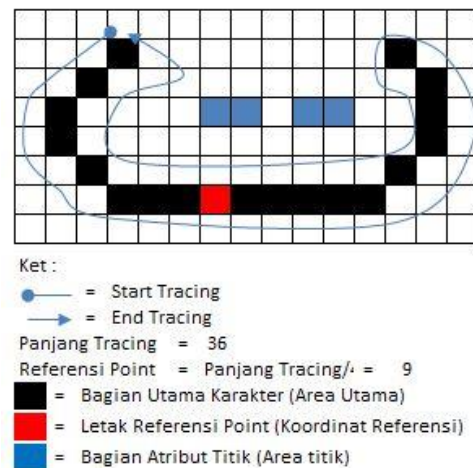 Ket :
= Start Tracing
= End Tracing
Panjang Tracing = 36
Referensi Point = Panjang Tracing/4 = 9
= Bagian Utama Karakter (Area Utama)
= Letak Referensi Point (Koordinat Referensi)
= Bagian Atribut Titik (Area titik)